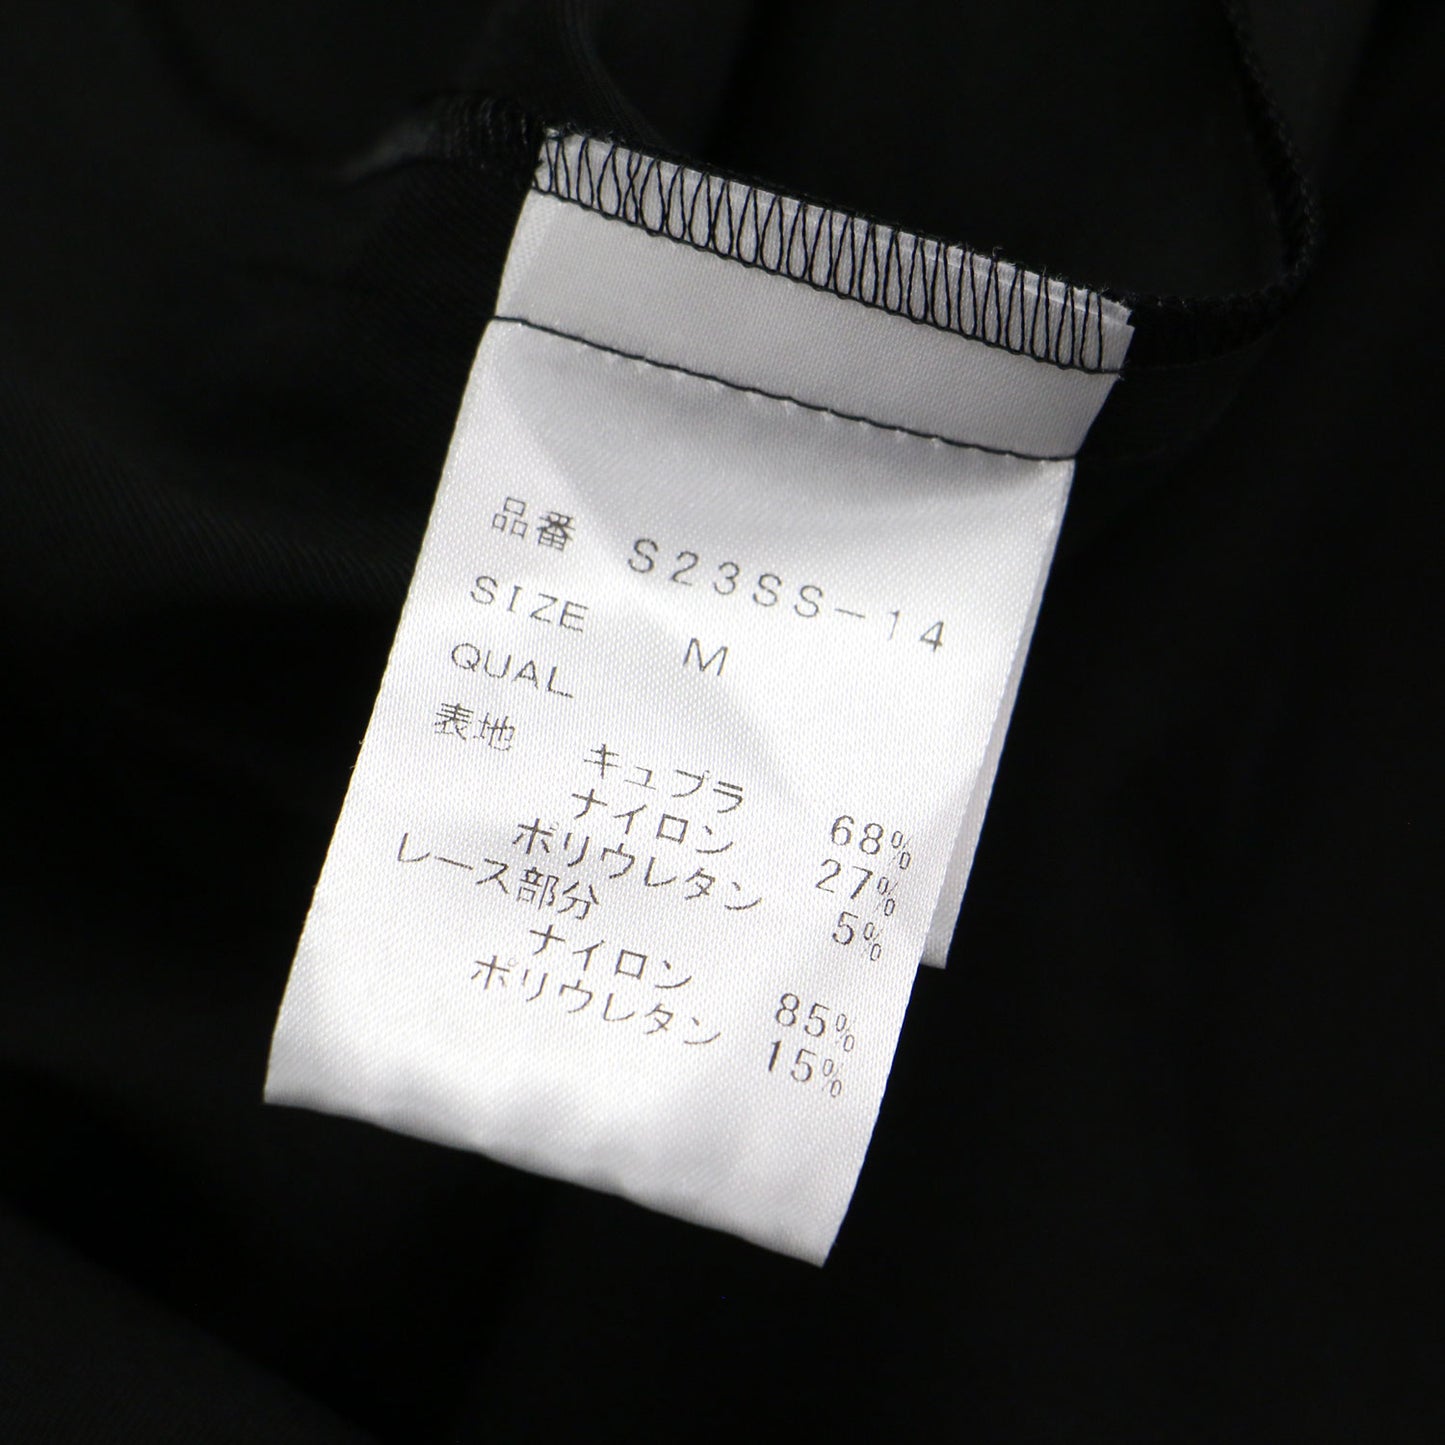 品番 S23SS-14
SIZE M
QUAL
表地 キュプラ 68%
ナイロン 27%
ポリウレタン 5%
レース部分
ナイロン 85%
ポリウレタン 15%